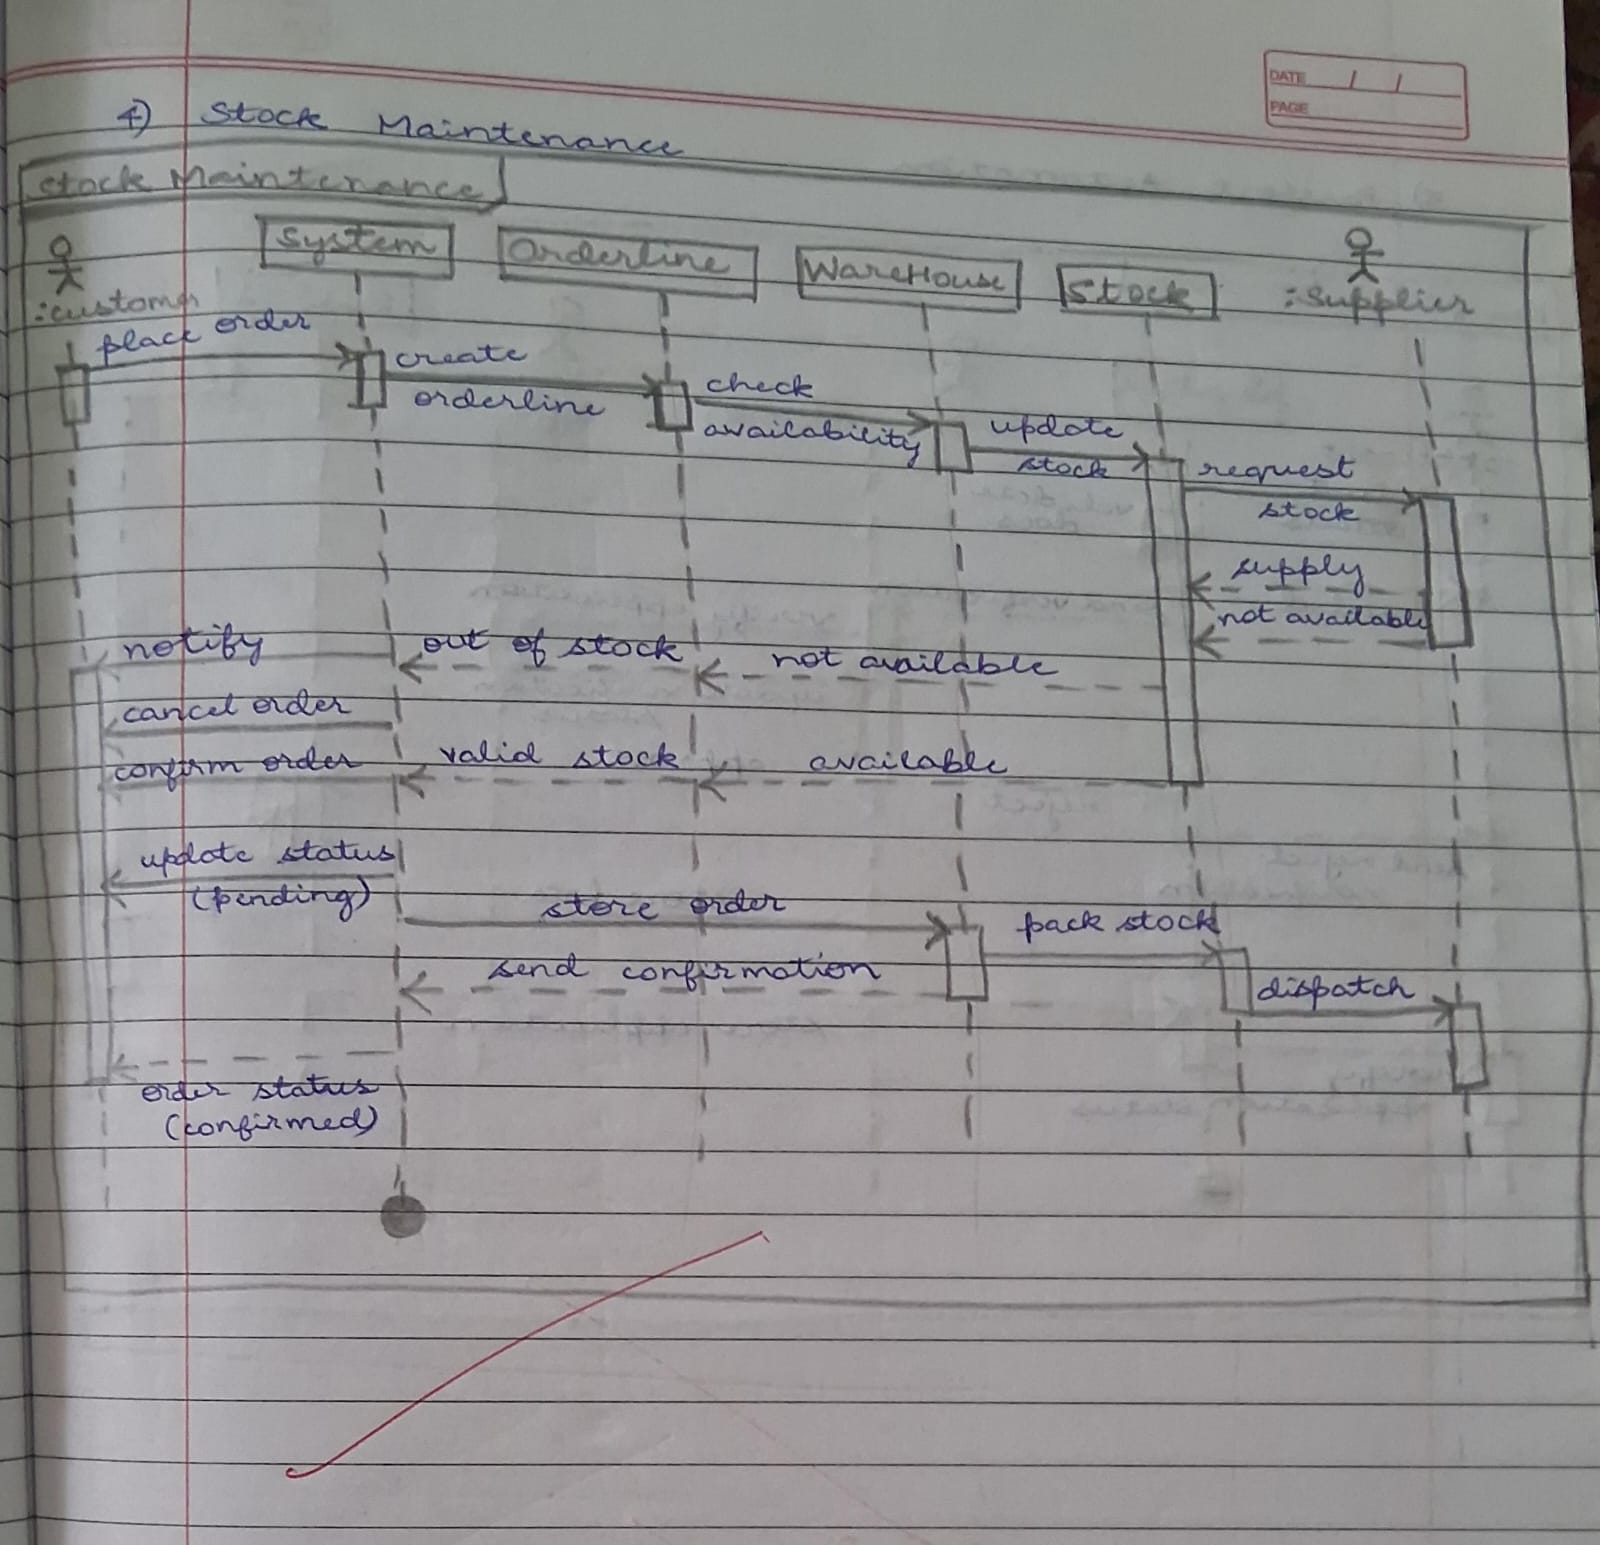 DATE / /
PAGE
4) Stock Maintenance
Stock Maintenance
System
Orderline
WareHouse
Stock
:customer
:Supplier
place order
create
orderline
check
availability
update
stock
request
stock
supply
not available
notify
out of stock
not available
cancel order
confirm order
valid stock
available
update status
(pending)
store order
pack stock
send confirmation
dispatch
order status
(confirmed)